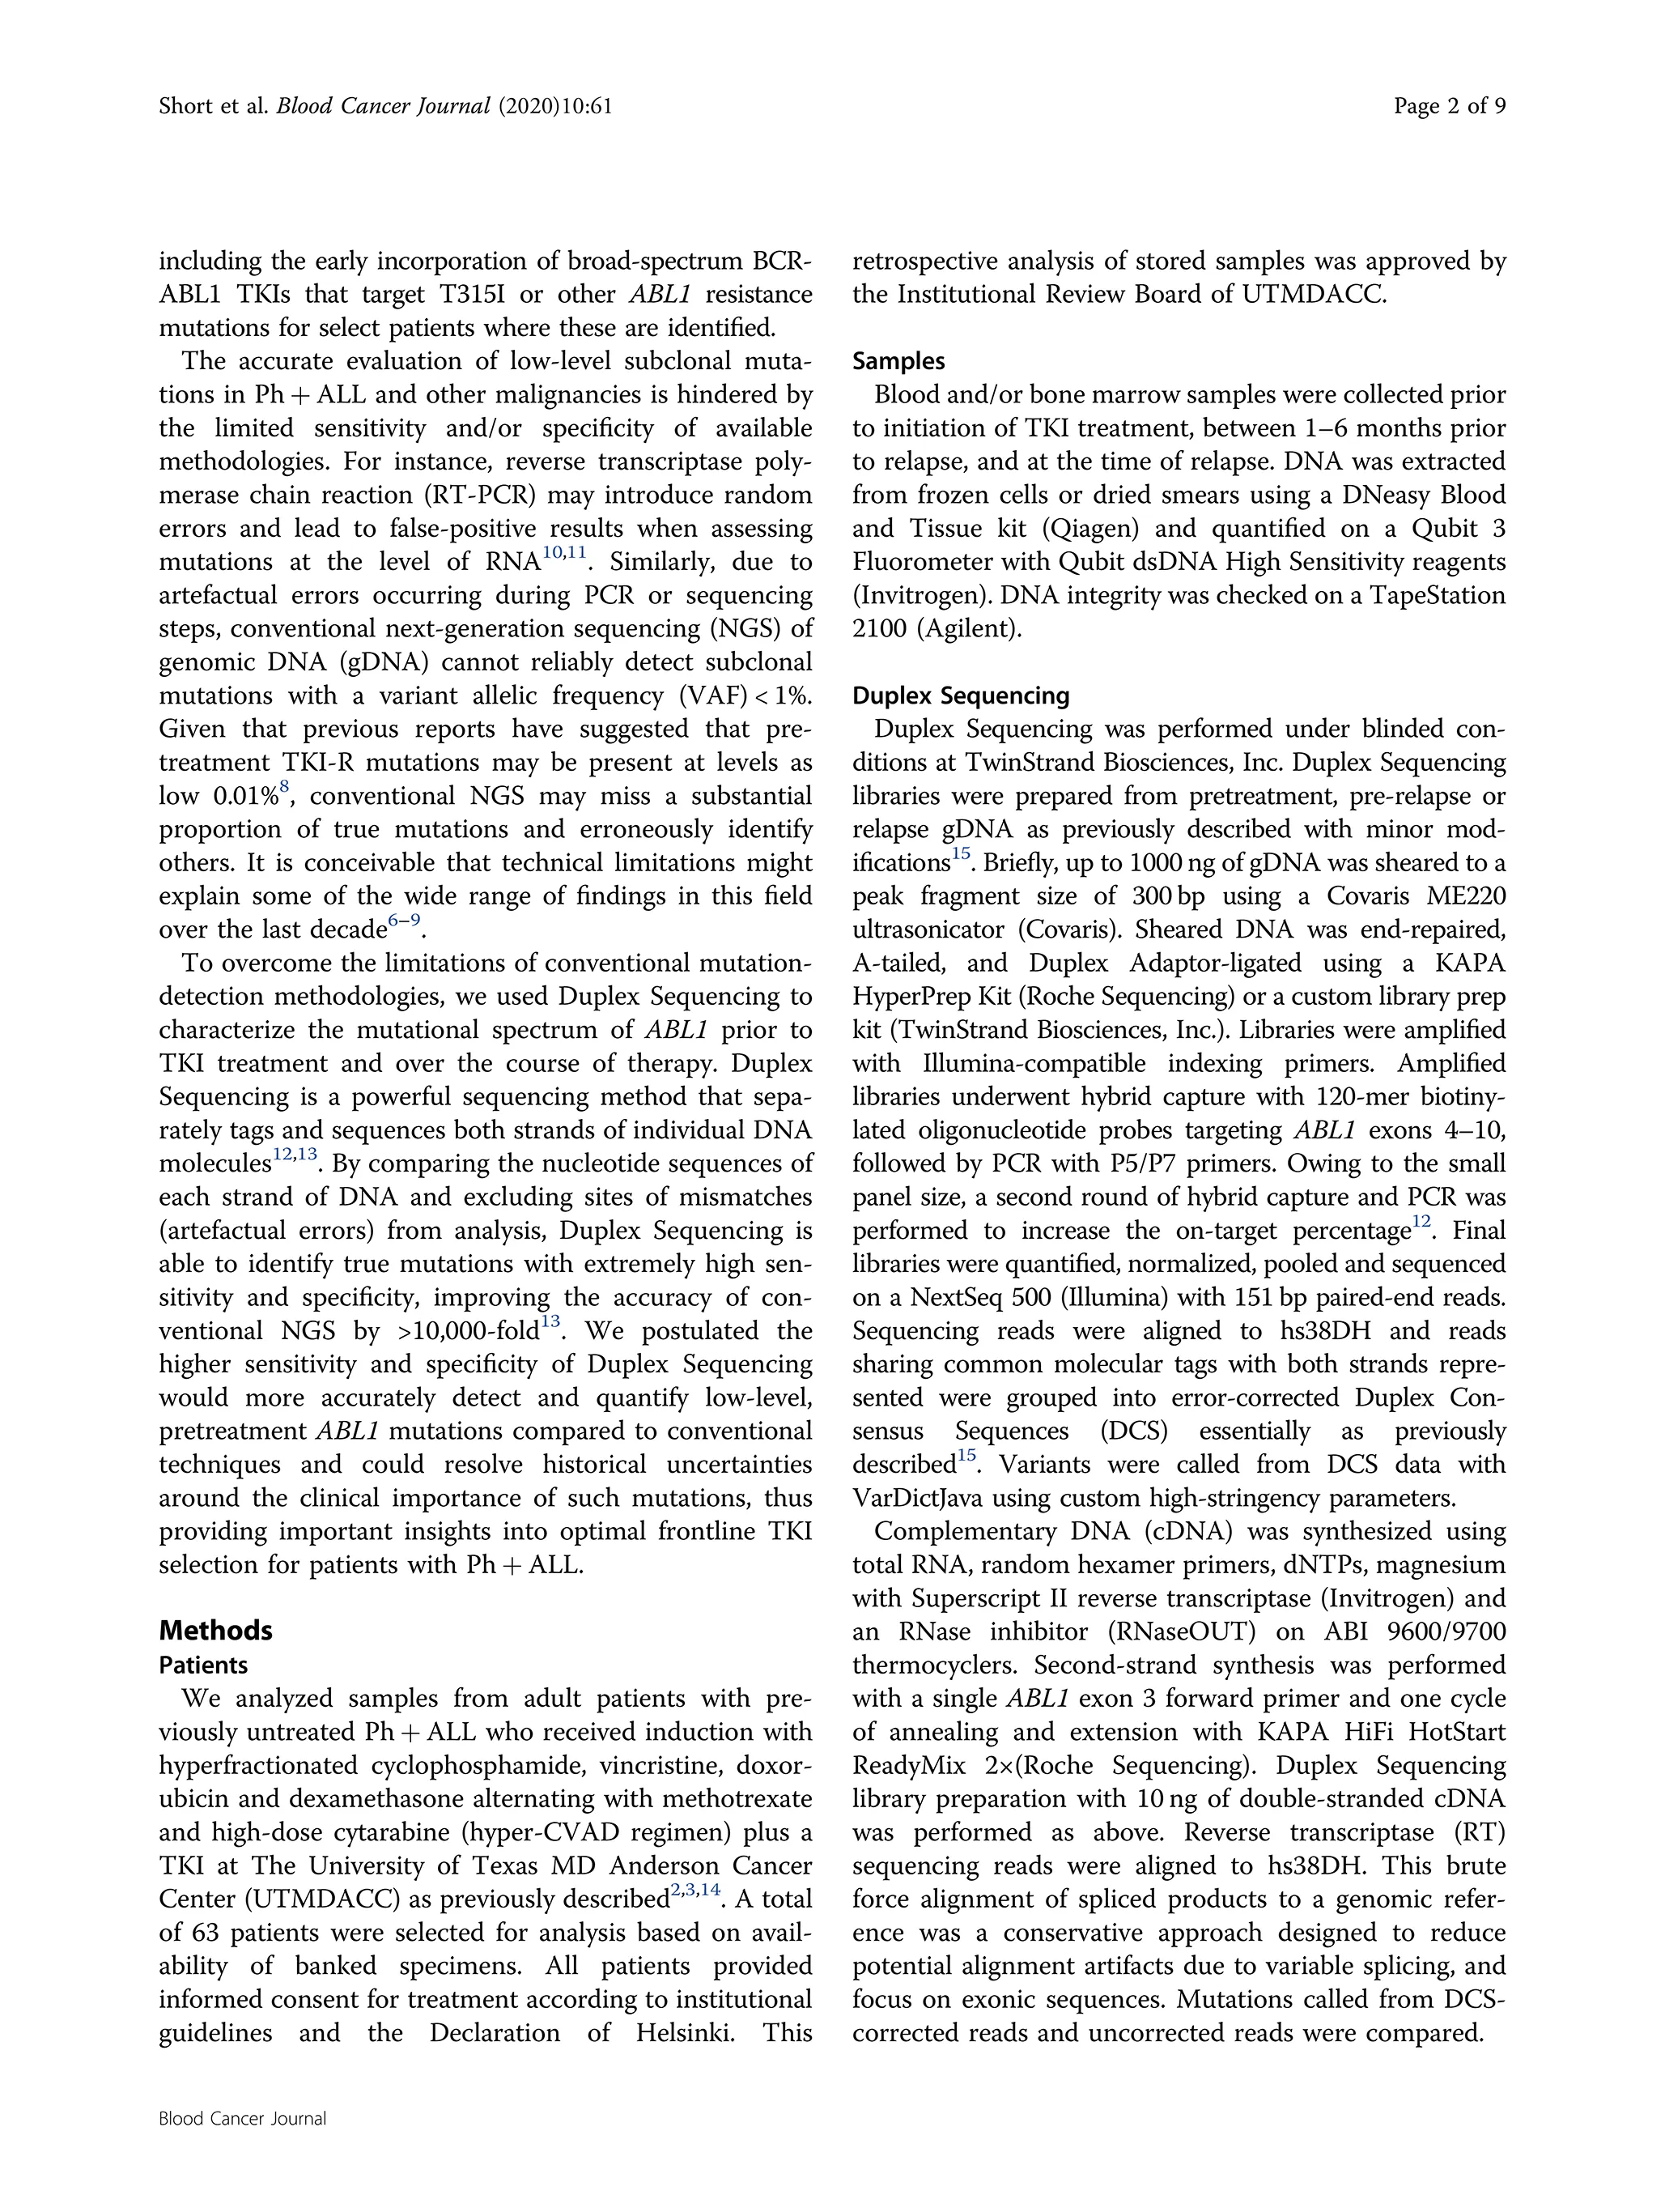 Short et al. Blood Cancer Journal (2020)10:61
Page 2 of 9
including the early incorporation of broad-spectrum BCR-
ABL1 TKIs that target T315I or other ABL1 resistance
mutations for select patients where these are identified.
The accurate evaluation of low-level subclonal muta-
tions in Ph + ALL and other malignancies is hindered by
the limited sensitivity and/or specificity of available
methodologies. For instance, reverse transcriptase poly-
merase chain reaction (RT-PCR) may introduce random
errors and lead to false-positive results when assessing
mutations at the level of RNA10,11. Similarly, due to
artefactual errors occurring during PCR or sequencing
steps, conventional next-generation sequencing (NGS) of
genomic DNA (gDNA) cannot reliably detect subclonal
mutations with a variant allelic frequency (VAF) < 1%.
Given that previous reports have suggested that pre-
treatment TKI-R mutations may be present at levels as
low 0.01%8, conventional NGS may miss a substantial
proportion of true mutations and erroneously identify
others. It is conceivable that technical limitations might
explain some of the wide range of findings in this field
over the last decade6–9.
To overcome the limitations of conventional mutation-
detection methodologies, we used Duplex Sequencing to
characterize the mutational spectrum of ABL1 prior to
TKI treatment and over the course of therapy. Duplex
Sequencing is a powerful sequencing method that sepa-
rately tags and sequences both strands of individual DNA
molecules12,13. By comparing the nucleotide sequences of
each strand of DNA and excluding sites of mismatches
(artefactual errors) from analysis, Duplex Sequencing is
able to identify true mutations with extremely high sen-
sitivity and specificity, improving the accuracy of con-
ventional NGS by >10,000-fold13. We postulated the
higher sensitivity and specificity of Duplex Sequencing
would more accurately detect and quantify low-level,
pretreatment ABL1 mutations compared to conventional
techniques and could resolve historical uncertainties
around the clinical importance of such mutations, thus
providing important insights into optimal frontline TKI
selection for patients with Ph + ALL.
Methods
Patients
We analyzed samples from adult patients with pre-
viously untreated Ph + ALL who received induction with
hyperfractionated cyclophosphamide, vincristine, doxor-
ubicin and dexamethasone alternating with methotrexate
and high-dose cytarabine (hyper-CVAD regimen) plus a
TKI at The University of Texas MD Anderson Cancer
Center (UTMDACC) as previously described2,3,14. A total
of 63 patients were selected for analysis based on avail-
ability of banked specimens. All patients provided
informed consent for treatment according to institutional
guidelines and the Declaration of Helsinki. This
retrospective analysis of stored samples was approved by
the Institutional Review Board of UTMDACC.
Samples
Blood and/or bone marrow samples were collected prior
to initiation of TKI treatment, between 1–6 months prior
to relapse, and at the time of relapse. DNA was extracted
from frozen cells or dried smears using a DNeasy Blood
and Tissue kit (Qiagen) and quantified on a Qubit 3
Fluorometer with Qubit dsDNA High Sensitivity reagents
(Invitrogen). DNA integrity was checked on a TapeStation
2100 (Agilent).
Duplex Sequencing
Duplex Sequencing was performed under blinded con-
ditions at TwinStrand Biosciences, Inc. Duplex Sequencing
libraries were prepared from pretreatment, pre-relapse or
relapse gDNA as previously described with minor mod-
ifications15. Briefly, up to 1000 ng of gDNA was sheared to a
peak fragment size of 300 bp using a Covaris ME220
ultrasonicator (Covaris). Sheared DNA was end-repaired,
A-tailed, and Duplex Adaptor-ligated using a KAPA
HyperPrep Kit (Roche Sequencing) or a custom library prep
kit (TwinStrand Biosciences, Inc.). Libraries were amplified
with Illumina-compatible indexing primers. Amplified
libraries underwent hybrid capture with 120-mer biotiny-
lated oligonucleotide probes targeting ABL1 exons 4–10,
followed by PCR with P5/P7 primers. Owing to the small
panel size, a second round of hybrid capture and PCR was
performed to increase the on-target percentage12. Final
libraries were quantified, normalized, pooled and sequenced
on a NextSeq 500 (Illumina) with 151 bp paired-end reads.
Sequencing reads were aligned to hs38DH and reads
sharing common molecular tags with both strands repre-
sented were grouped into error-corrected Duplex Con-
sensus Sequences (DCS) essentially as previously
described15. Variants were called from DCS data with
VarDictJava using custom high-stringency parameters.
Complementary DNA (cDNA) was synthesized using
total RNA, random hexamer primers, dNTPs, magnesium
with Superscript II reverse transcriptase (Invitrogen) and
an RNase inhibitor (RNaseOUT) on ABI 9600/9700
thermocyclers. Second-strand synthesis was performed
with a single ABL1 exon 3 forward primer and one cycle
of annealing and extension with KAPA HiFi HotStart
ReadyMix 2×(Roche Sequencing). Duplex Sequencing
library preparation with 10 ng of double-stranded cDNA
was performed as above. Reverse transcriptase (RT)
sequencing reads were aligned to hs38DH. This brute
force alignment of spliced products to a genomic refer-
ence was a conservative approach designed to reduce
potential alignment artifacts due to variable splicing, and
focus on exonic sequences. Mutations called from DCS-
corrected reads and uncorrected reads were compared.
Blood Cancer Journal